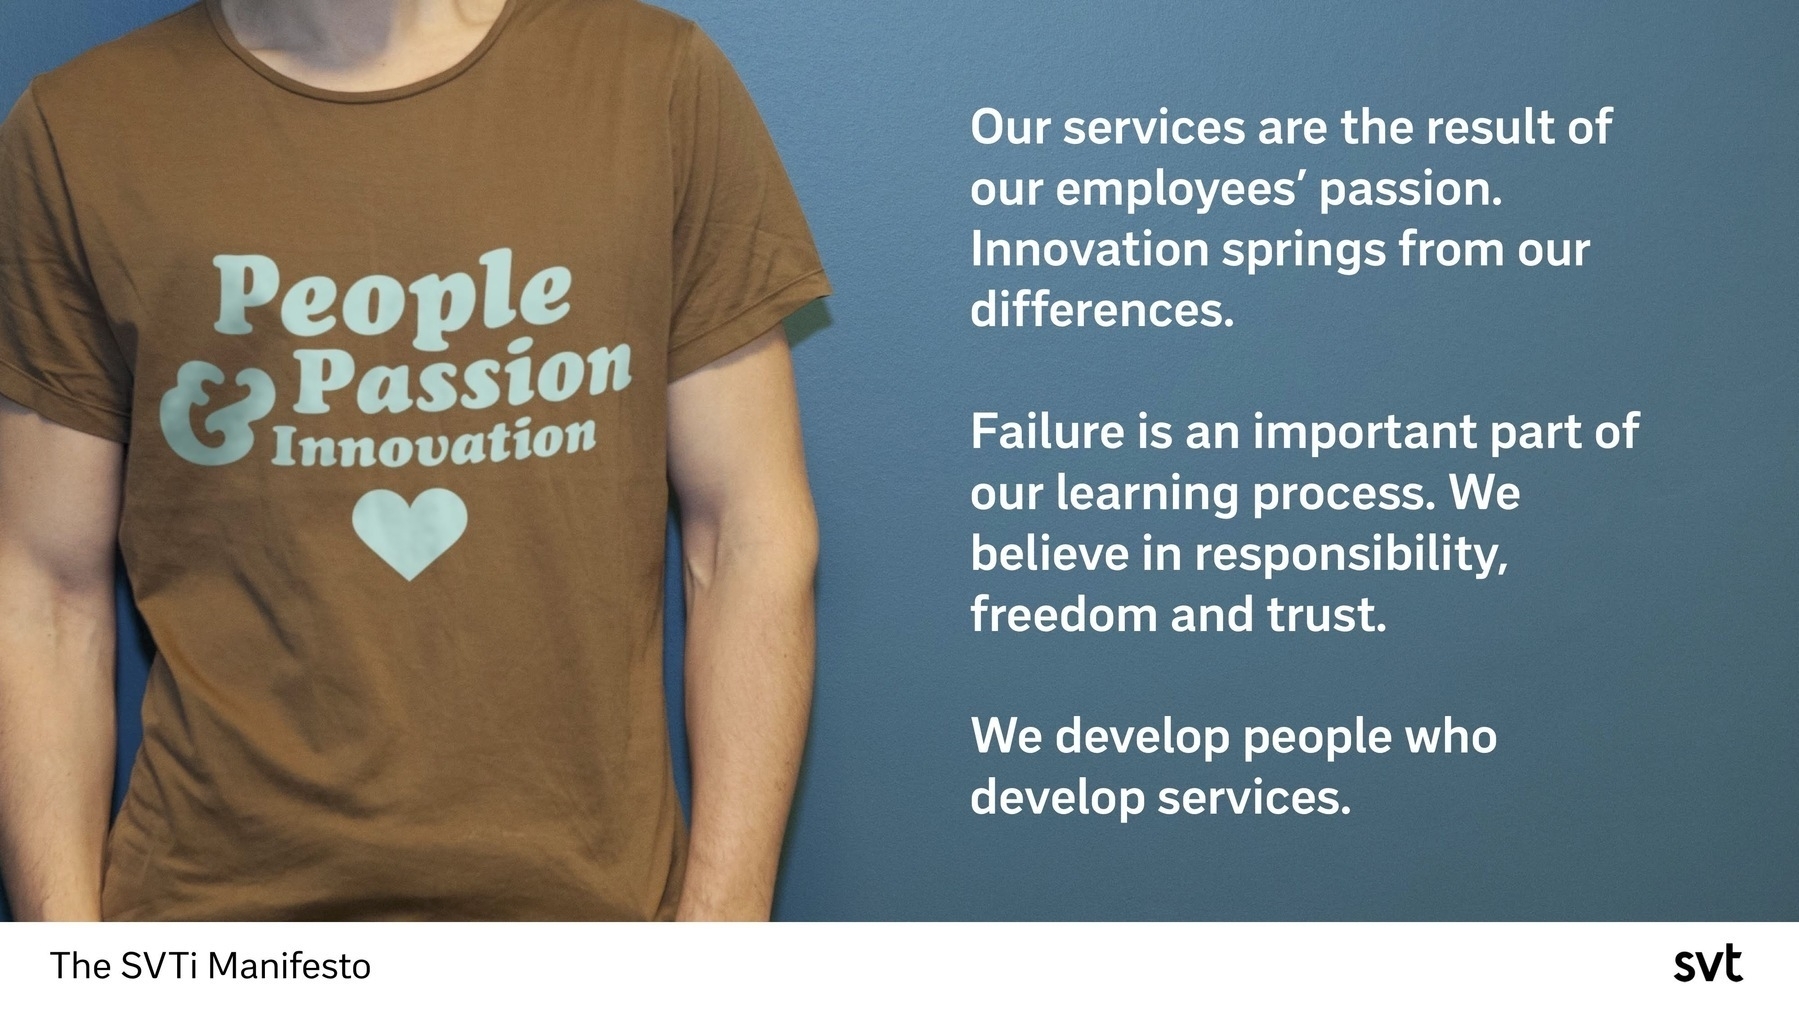 People
& Passion
Innovation
Our services are the result of
our employees’ passion.
Innovation springs from our
differences.
Failure is an important part of
our learning process. We
believe in responsibility,
freedom and trust.
We develop people who
develop services.
The SVTi Manifesto
svt